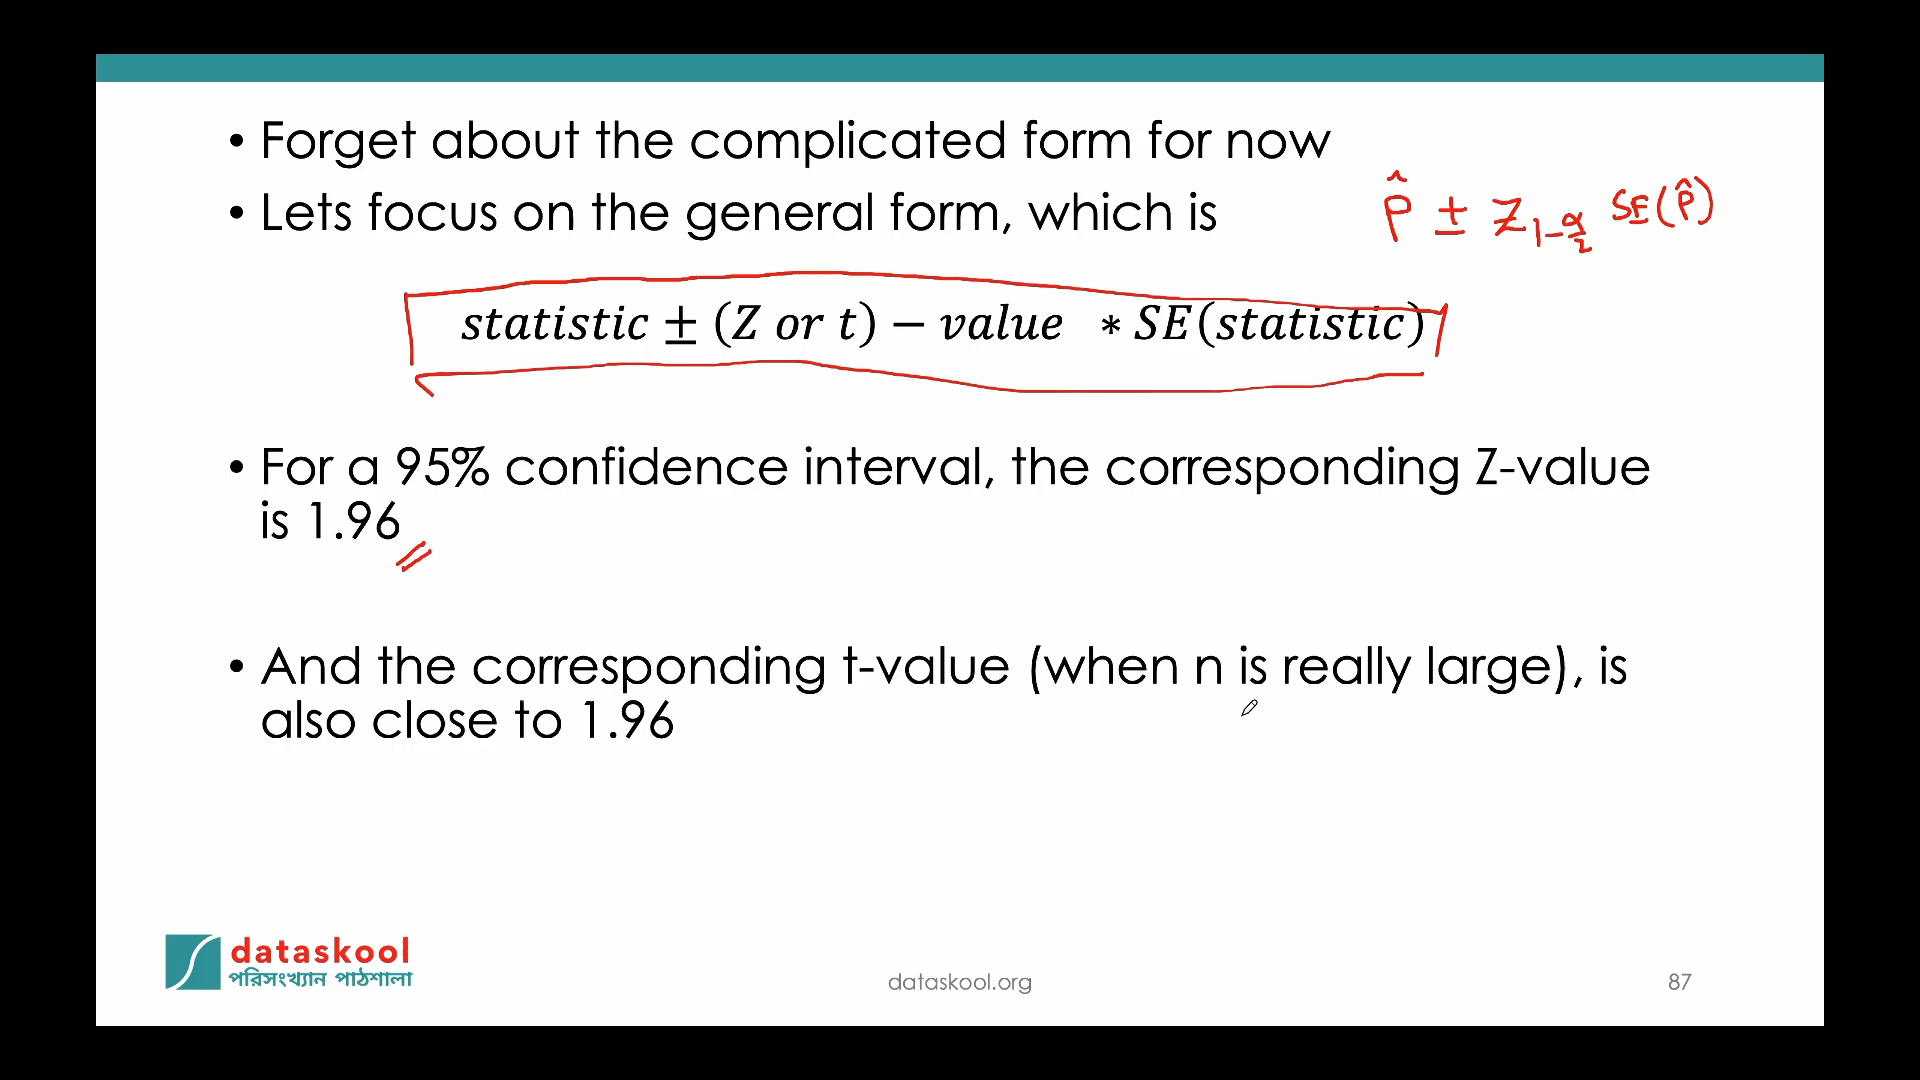 • Forget about the complicated form for now
• Lets focus on the general form, which is
p̂ ± Z₁₋α/₂ SE(p̂)
statistic ± (Z or t) − value * SE(statistic)
• For a 95% confidence interval, the corresponding Z-value
is 1.96
• And the corresponding t-value (when n is really large), is
also close to 1.96
dataskool
পরিসংখ্যান পাঠশালা
dataskool.org
87